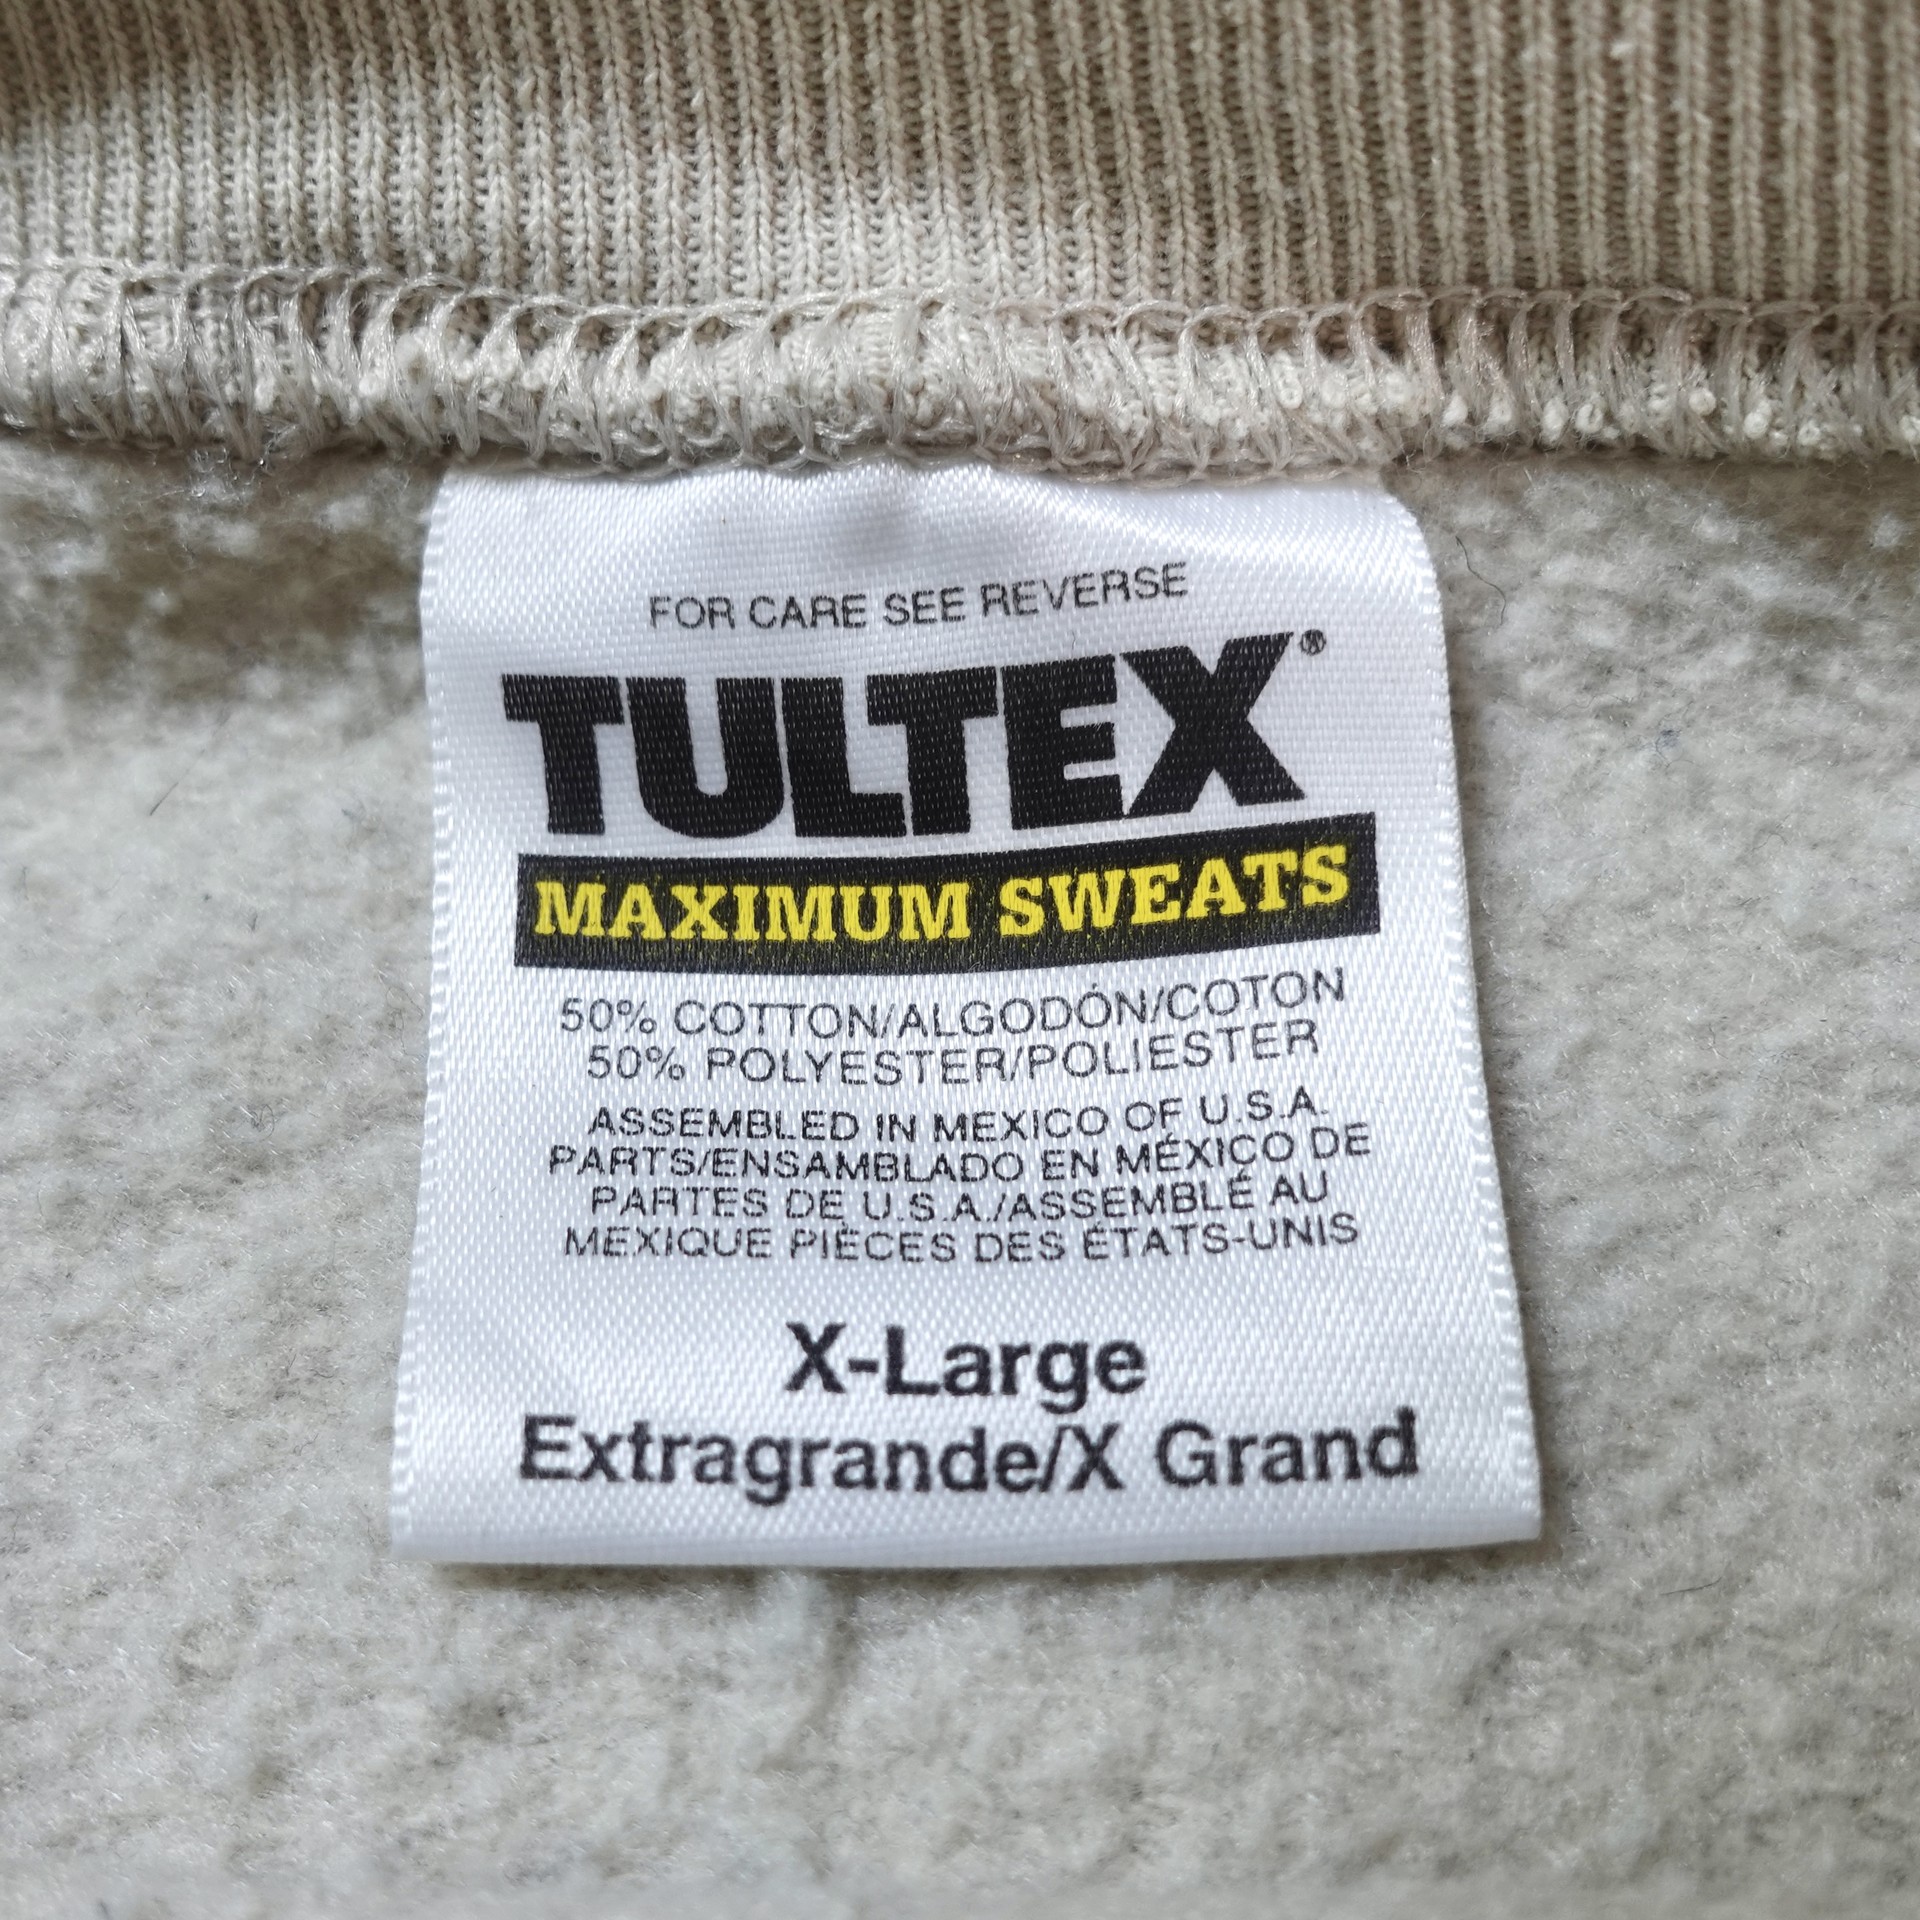 FOR CARE SEE REVERSE
TULTEX®
MAXIMUM SWEATS
50% COTTON/ALGODÓN/COTON
50% POLYESTER/POLIESTER
ASSEMBLED IN MEXICO OF U.S.A.
PARTS/ENSAMBLADO EN MÉXICO DE
PARTES DE U.S.A./ASSEMBLÉ AU
MEXIQUE PIÈCES DES ÉTATS-UNIS
X-Large
Extragrande/X Grand